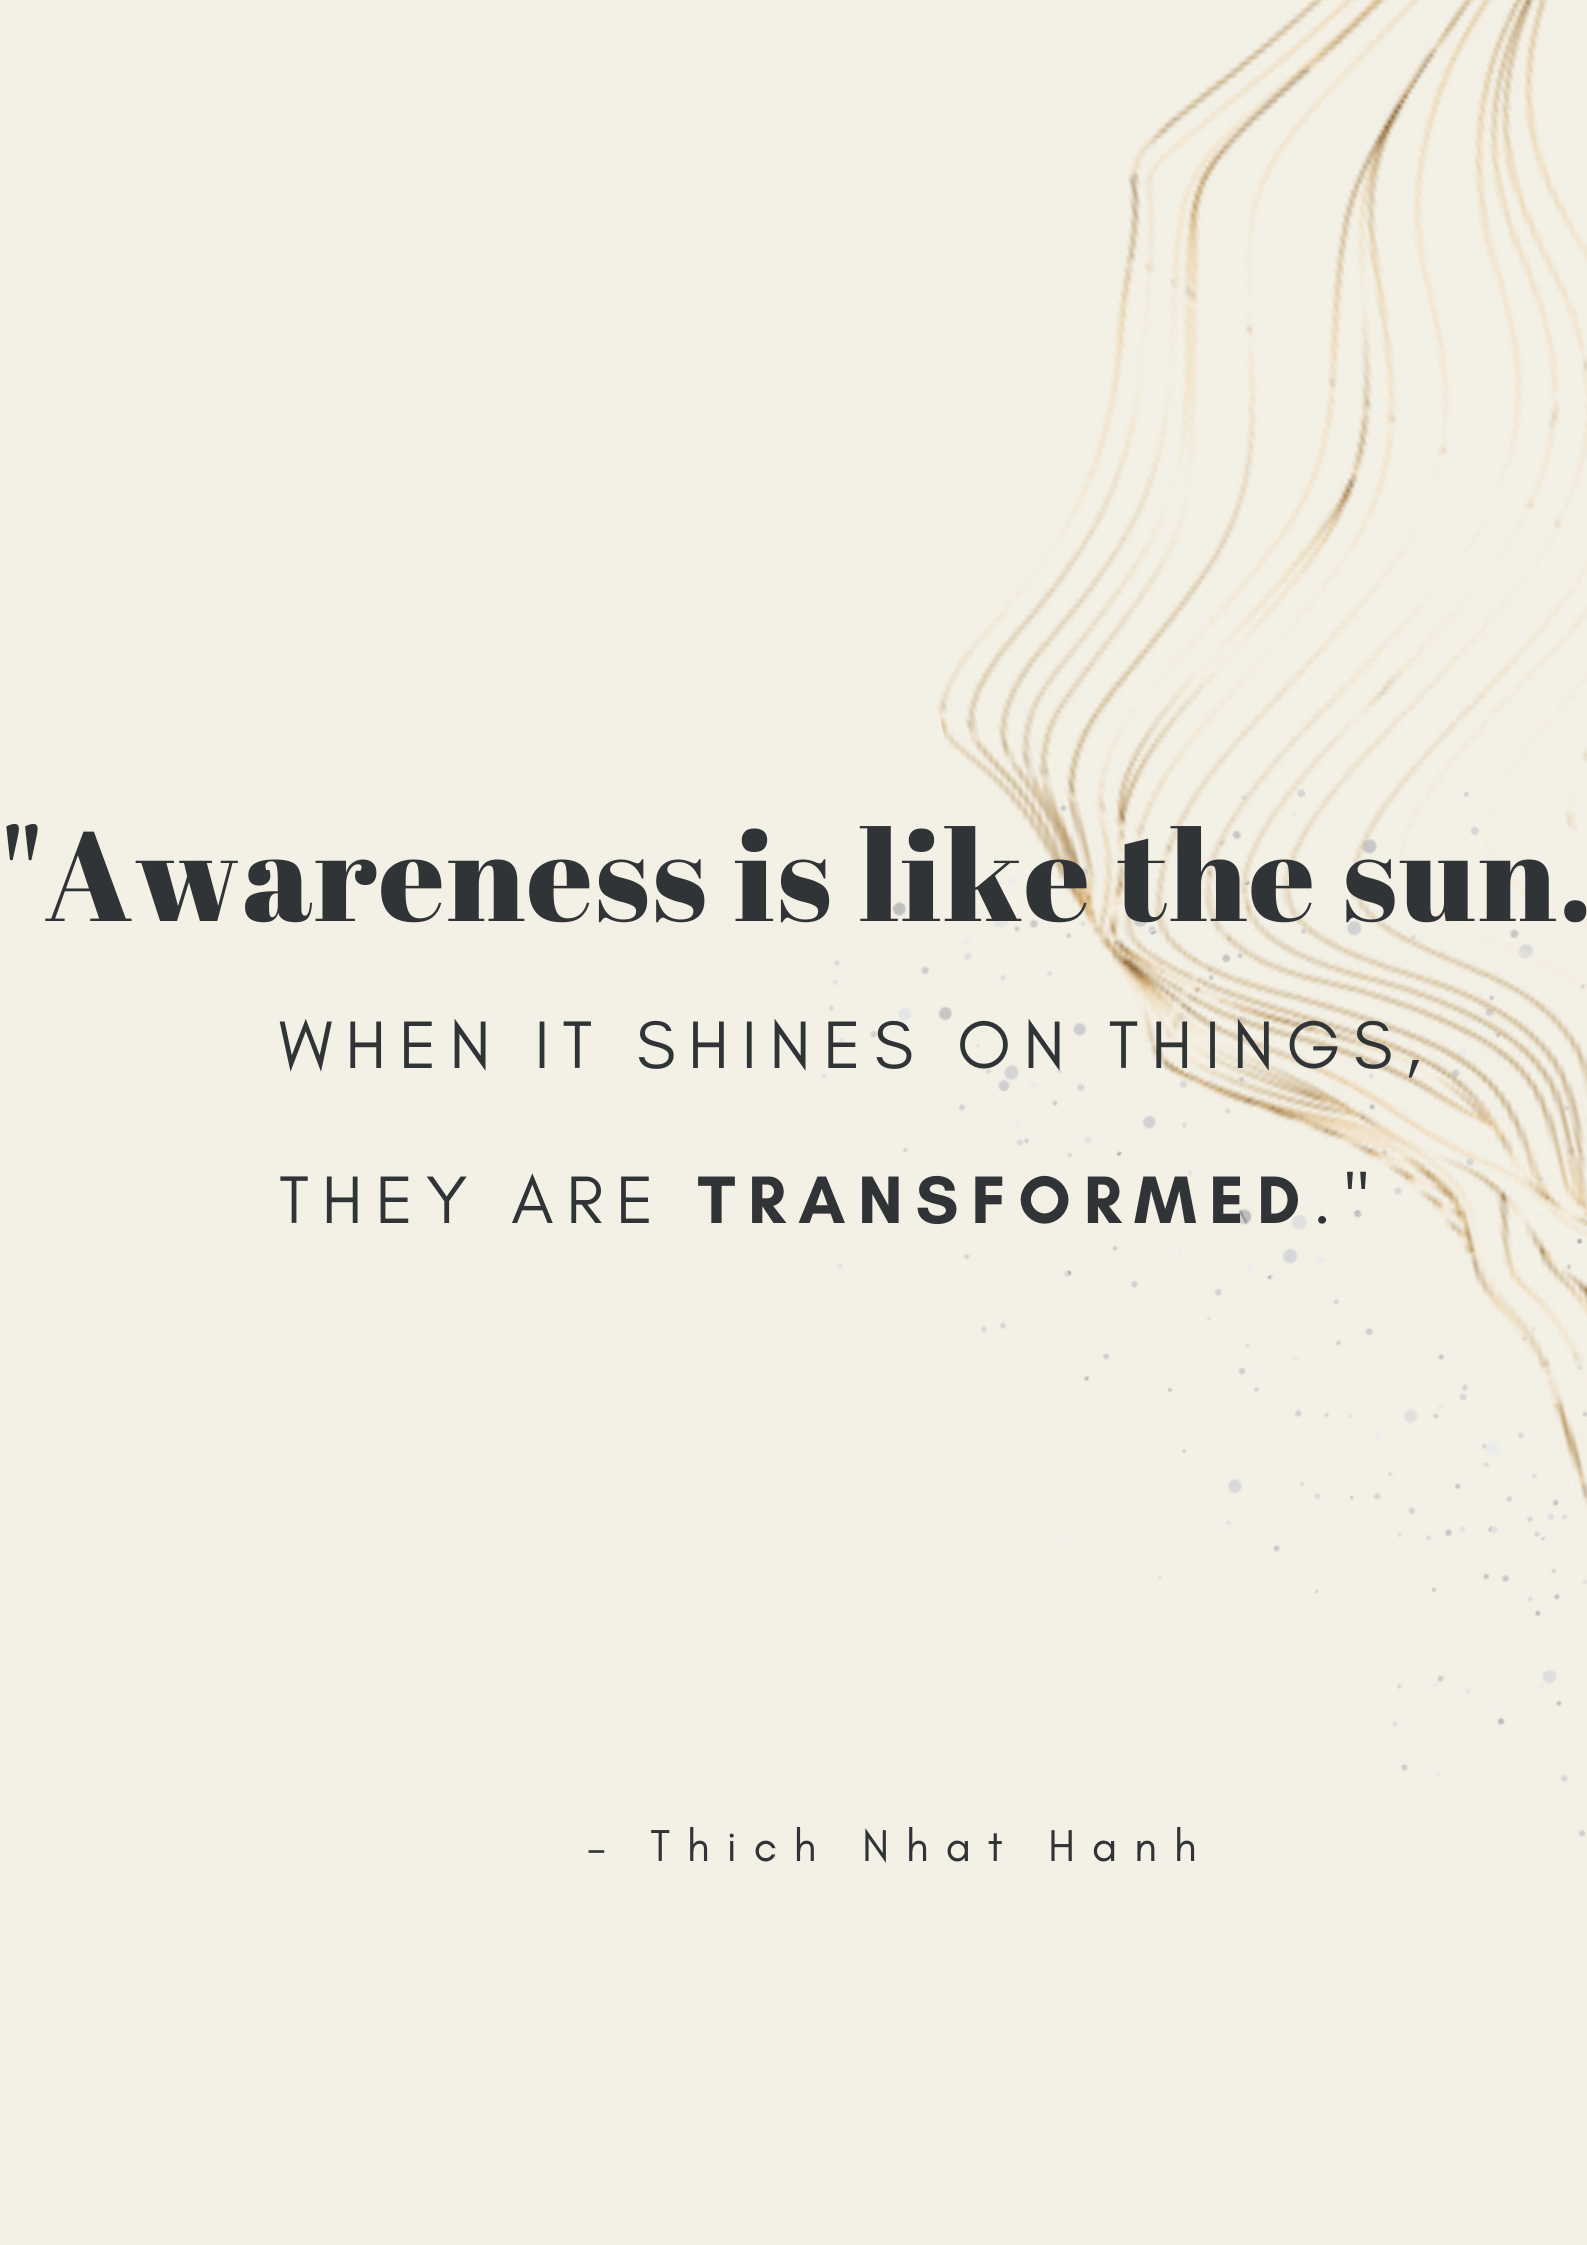 "Awareness is like the sun.
WHEN IT SHINES ON THINGS,
THEY ARE TRANSFORMED."
– Thich Nhat Hanh